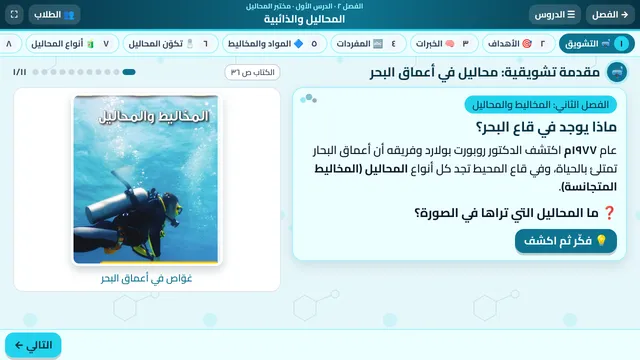 ← الفصل
☰ الدروس
الفصل ٢ · الدرس الأول · مختبر المحاليل
المحاليل والذائبية
👥 الطلاب
١ التشويق
٢ الأهداف
٣ الخبرات
٤ المفردات
٥ المواد والمخاليط
٦ تكوّن المحاليل
٧ أنواع المحاليل
٨
مقدمة تشويقية: محاليل في أعماق البحر
الكتاب ص ٣٦
١/١١
الفصل الثاني: المخاليط والمحاليل
ماذا يوجد في قاع البحر؟
عام ١٩٧٧م اكتشف الدكتور روبورت بولارد وفريقه أن أعماق البحار
تمتلئ بالحياة، وفي قاع المحيط تجد كل أنواع المحاليل (المخاليط
المتجانسة).
❓ ما المحاليل التي تراها في الصورة؟
💡 فكّر ثم اكشف
المخاليط والمحاليل
غوّاص في أعماق البحر
التالي ←